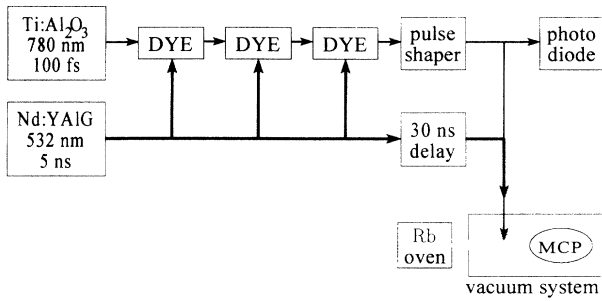 Ti:Al2O3
780 nm
100 fs
DYE
DYE
DYE
pulse
shaper
photo
diode
Nd:YAlG
532 nm
5 ns
30 ns
delay
Rb
oven
MCP
vacuum system